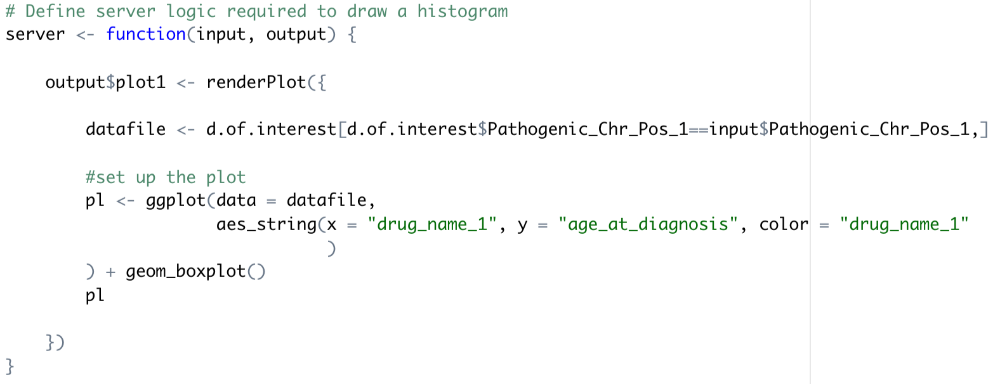 # Define server logic required to draw a histogram
server <- function(input, output) {
output$plot1 <- renderPlot({
datafile <- d.of.interest[d.of.interest$Pathogenic_Chr_Pos_1==input$Pathogenic_Chr_Pos_1,]
#set up the plot
pl <- ggplot(data = datafile,
aes_string(x = "drug_name_1", y = "age_at_diagnosis", color = "drug_name_1"
)
) + geom_boxplot()
pl
})
}